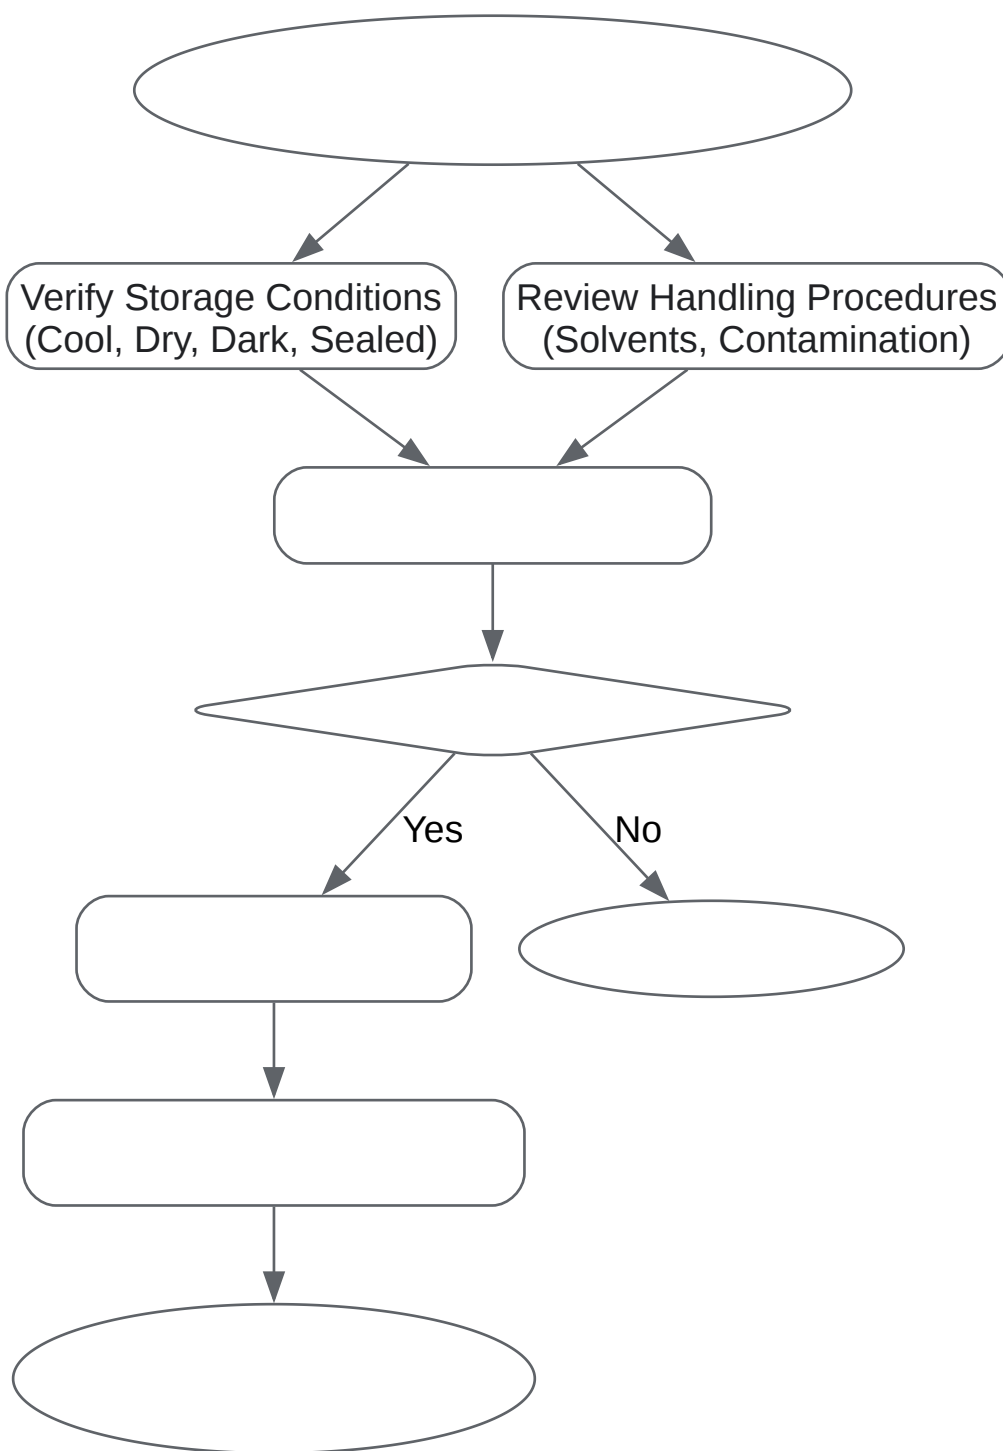 Verify Storage Conditions
(Cool, Dry, Dark, Sealed)
Review Handling Procedures
(Solvents, Contamination)
Yes
No